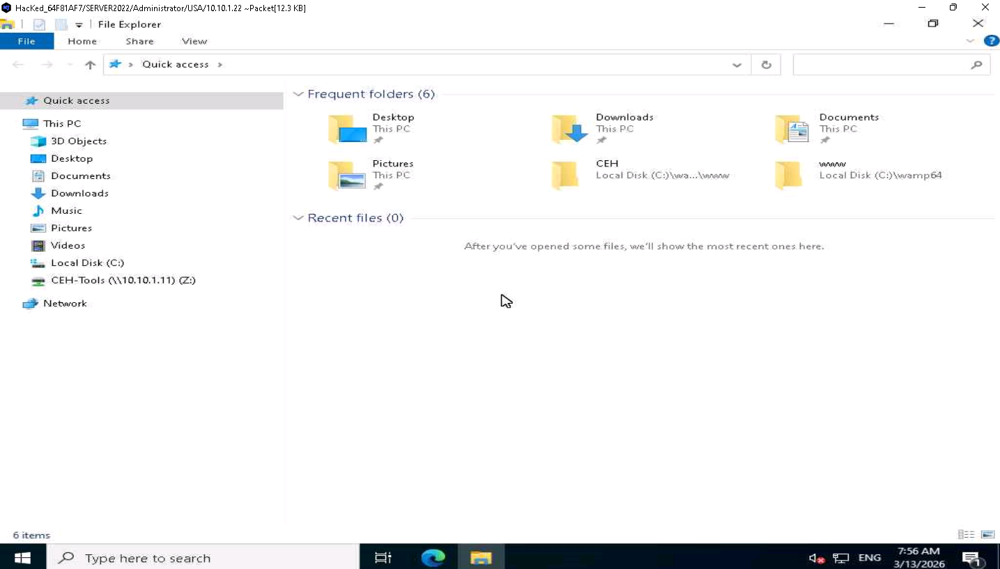 HacKed_64F81AF7/SERVER2022/Administrator/USA/10.10.1.22 ~Packet[12.3 KB]
File Explorer
File Home Share View
Quick access
Quick access
This PC
3D Objects
Desktop
Documents
Downloads
Music
Pictures
Videos
Local Disk (C:)
CEH-Tools (\\10.10.1.11) (Z:)
Network
Frequent folders (6)
Desktop
This PC
Downloads
This PC
Documents
This PC
Pictures
This PC
CEH
Local Disk (C:)\wa...\www
www
Local Disk (C:)\wamp64
Recent files (0)
After you've opened some files, we'll show the most recent ones here.
6 items
Type here to search
ENG
7:56 AM
3/13/2026
1